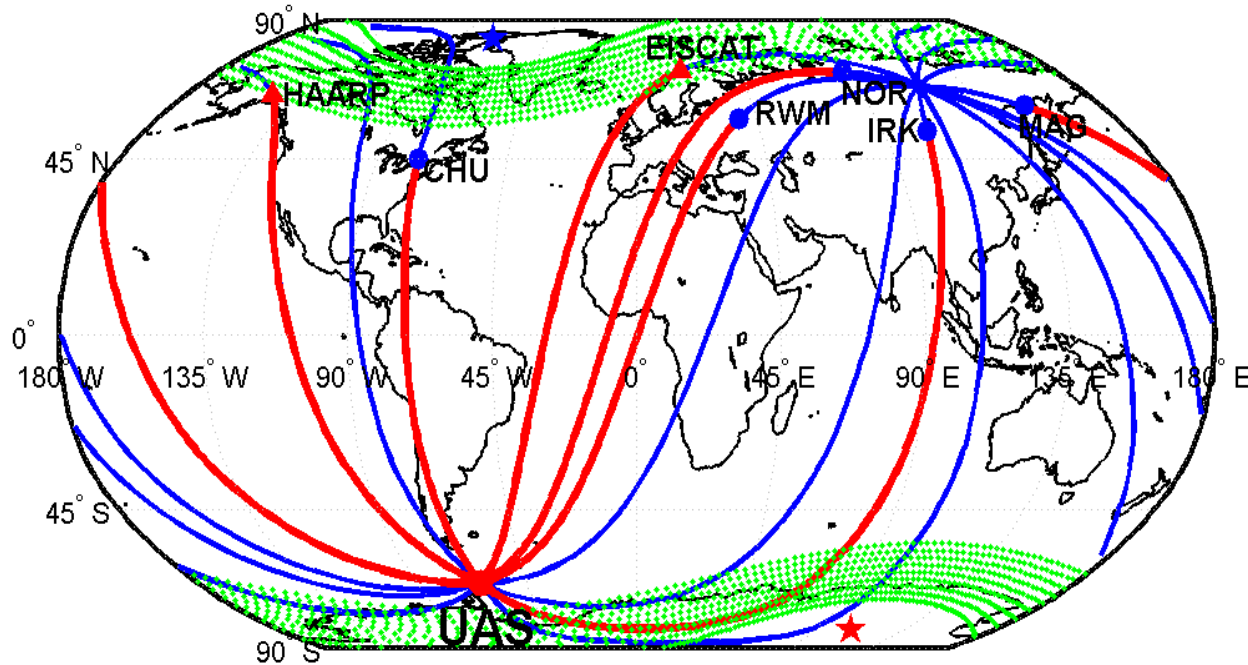 90° N
EISCAT
HAARP
NOR
RWM
IRK
MAG
45° N
CHU
0°
180° W
135° W
90° W
45° W
0°
45° E
90° E
135° E
180° E
45° S
UAS
90° S